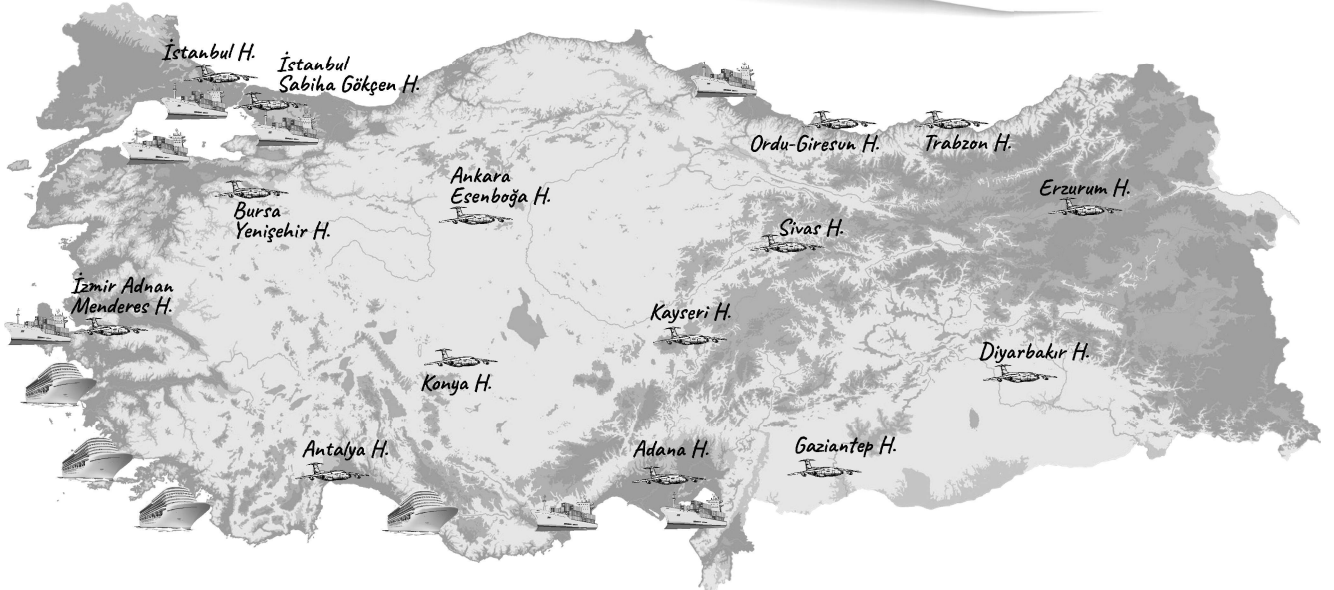 İstanbul H.
İstanbul
Sabiha Gökçen H.
Ordu-Giresun H.
Trabzon H.
Ankara
Esenboğa H.
Erzurum H.
Bursa
Yenişehir H.
Sivas H.
İzmir Adnan
Menderes H.
Kayseri H.
Diyarbakır H.
Konya H.
Antalya H.
Adana H.
Gaziantep H.